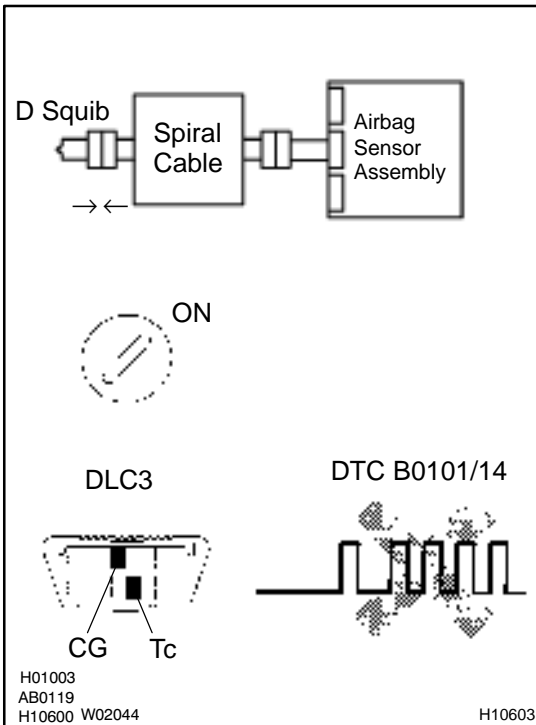 D Squib
Spiral
Cable
Airbag
Sensor
Assembly
ON
DLC3
DTC B0101/14
CG
Tc
H01003
AB0119
H10600 W02044
H10603